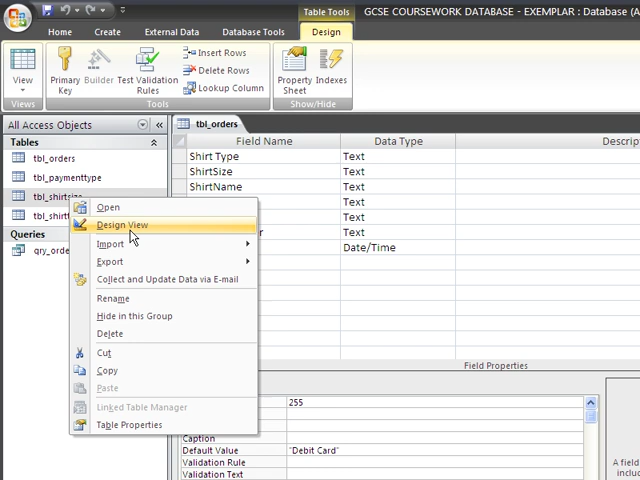 Table Tools
GCSE COURSEWORK DATABASE - EXEMPLAR : Database (A
Home
Create
External Data
Database Tools
Design
View
Primary Key
Builder
Test Validation Rules
Insert Rows
Delete Rows
Lookup Column
Property Sheet
Indexes
Views
Tools
Show/Hide
All Access Objects
Tables
tbl_orders
tbl_paymenttype
tbl_shirtsize
tbl_shirtt
Queries
qry_orde
tbl_orders
Field Name
Data Type
Descrip
Shirt Type
Text
ShirtSize
Text
ShirtName
Text
Text
Text
r
Text
Date/Time
Open
Design View
Import
Export
Collect and Update Data via E-mail
Rename
Hide in this Group
Delete
Cut
Copy
Paste
Linked Table Manager
Table Properties
Field Properties
255
Caption
Default Value
"Debit Card"
Validation Rule
Validation Text
A field
inclu